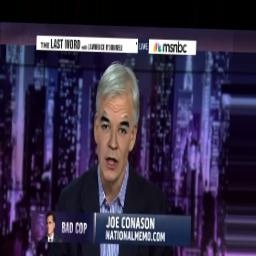 THE LAST WORD WITH LAWRENCE O'DONNELL
LIVE msnbc
BAD COP
JOE CONASON
NATIONALMEMO.COM